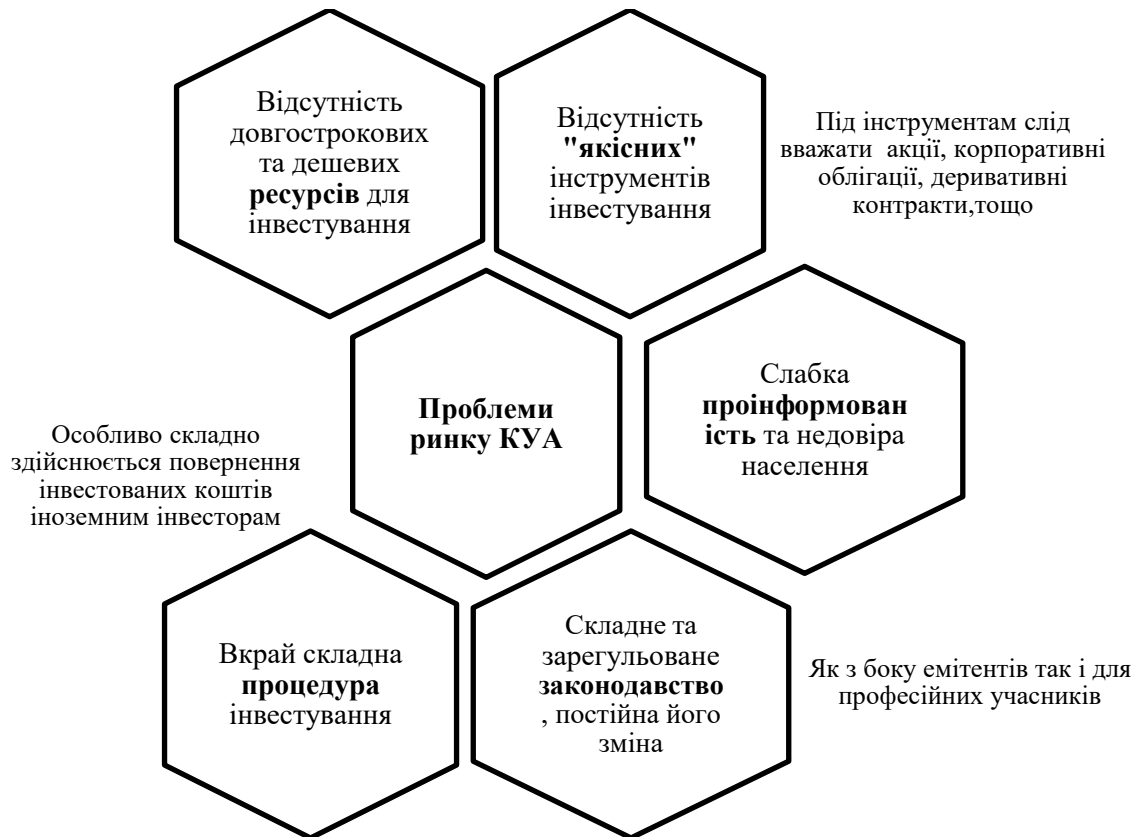 Відсутність
довгострокових
та дешевих
ресурсів для
інвестування
Відсутність
"якісних"
інструментів
інвестування
Під інструментам слід
вважати акції, корпоративні
облігації, деривативні
контракти,тощо
Проблеми
ринку КУА
Слабка
проінформован
ість та недовіра
населення
Особливо складно
здійснюється повернення
інвестованих коштів
іноземним інвесторам
Вкрай складна
процедура
інвестування
Складне та
зарегульоване
законодавство
, постійна його
зміна
Як з боку емітентів так і для
професійних учасників